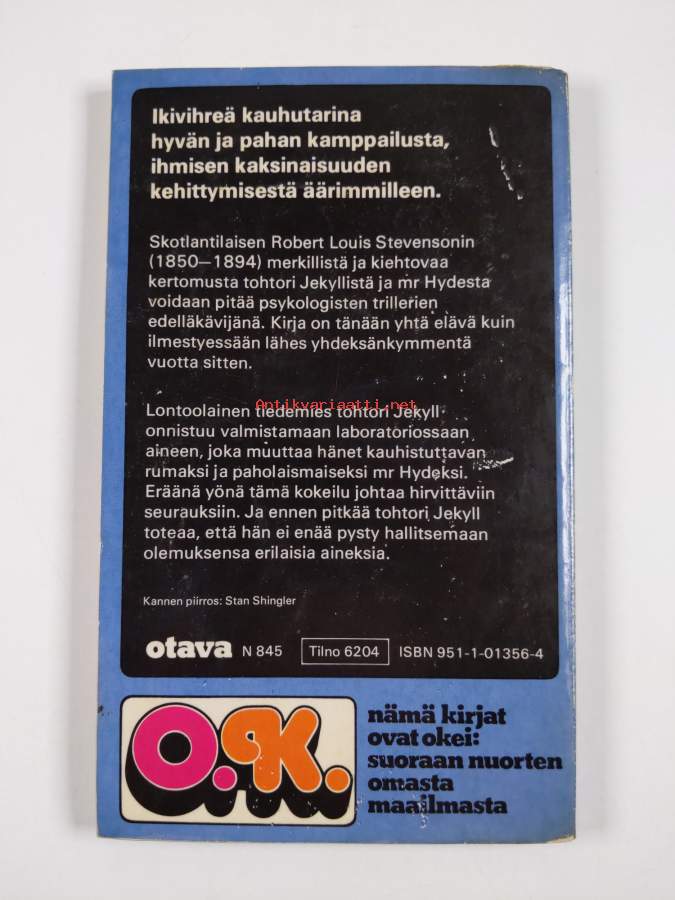 Ikivihreä kauhutarina
hyvän ja pahan kamppailusta,
ihmisen kaksinaisuuden
kehittymisestä äärimmilleen.
Skotlantilaisen Robert Louis Stevensonin
(1850—1894) merkillistä ja kiehtovaa
kertomusta tohtori Jekyllistä ja mr Hydesta
voidaan pitää psykologisten trillerien
edelläkävijänä. Kirja on tänään yhtä elävä kuin
ilmestyessään lähes yhdeksänkymmentä
vuotta sitten.
Antikvariaatti.net
Lontoolainen tiedemies tohtori Jekyll
onnistuu valmistamaan laboratoriossaan
aineen, joka muuttaa hänet kauhistuttavan
rumaksi ja paholaismaiseksi mr Hydeksi.
Eräänä yönä tämä kokeilu johtaa hirvittäviin
seurauksiin. Ja ennen pitkää tohtori Jekyll
toteaa, että hän ei enää pysty hallitsemaan
olemuksensa erilaisia aineksia.
Kannen piirros: Stan Shingler
otava N 845 Tilno 6204 ISBN 951-1-01356-4
O.K.
nämä kirjat
ovat okei:
suoraan nuorten
omasta
maailmasta